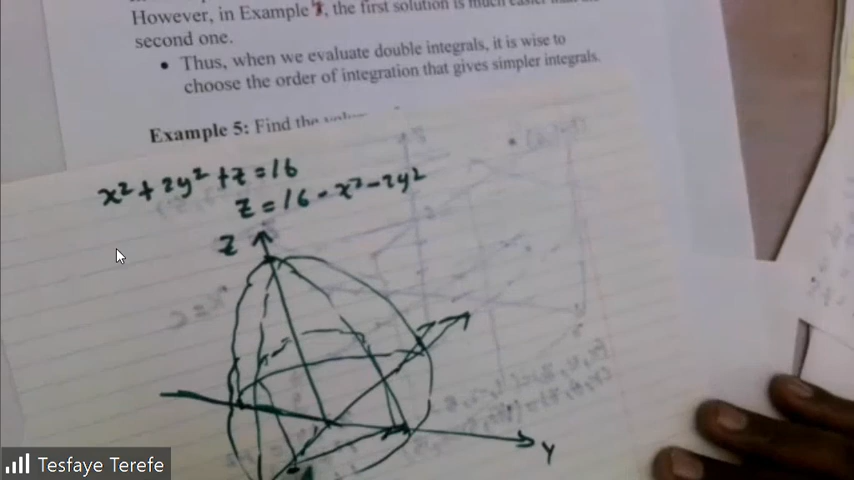 However, in Example 7, the first solution is much easier than the
second one.
• Thus, when we evaluate double integrals, it is wise to
choose the order of integration that gives simpler integrals.
Example 5: Find the
x² + 2y² + z = 16
z = 16 - x² - 2y²
z
y
Tesfaye Terefe